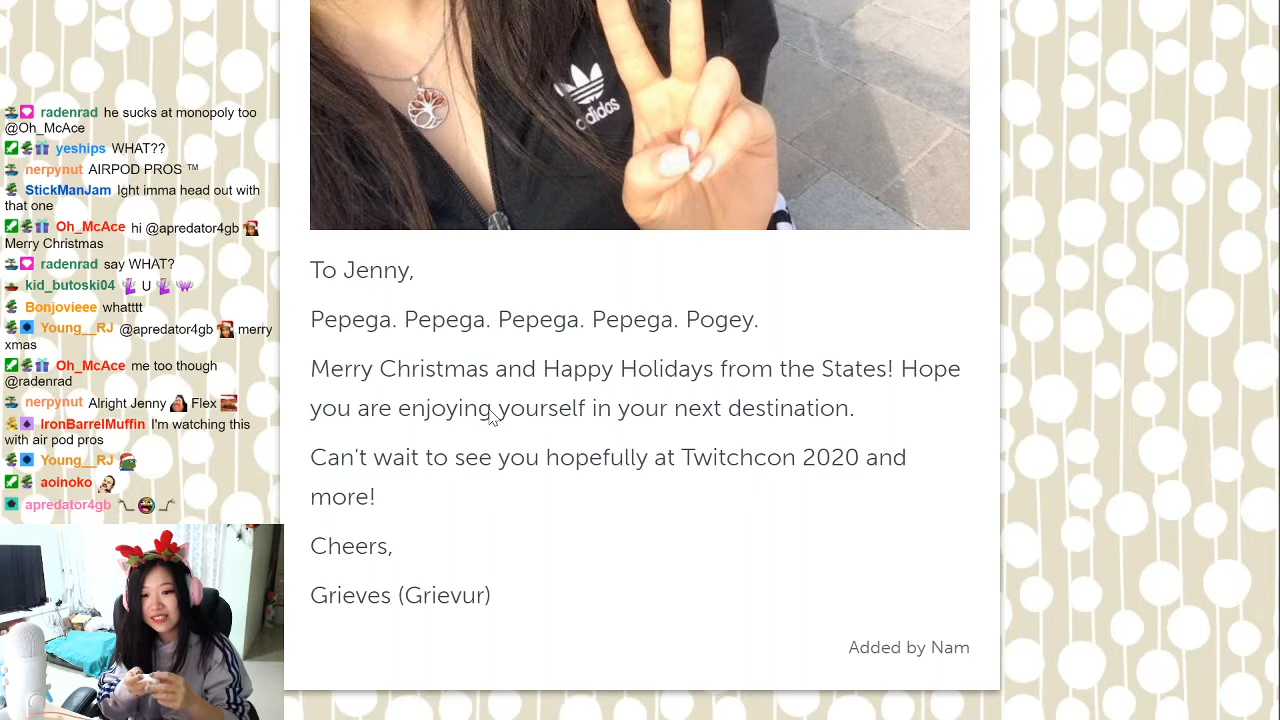 adidas
radenrad he sucks at monopoly too
@Oh_McAce
yeships WHAT??
nerpynut AIRPOD PROS ™
StickManJam Ight imma head out with
that one
Oh_McAce hi @apredator4gb
Merry Christmas
radenrad say WHAT?
kid_butoski04 U
Bonjovieee whatttt
Young__RJ @apredator4gb merry
xmas
Oh_McAce me too though
@radenrad
nerpynut Alright Jenny Flex
IronBarrelMuffin I'm watching this
with air pod pros
Young__RJ
aoinoko
apredator4gb
To Jenny,
Pepega. Pepega. Pepega. Pepega. Pogey.
Merry Christmas and Happy Holidays from the States! Hope
you are enjoying yourself in your next destination.
Can't wait to see you hopefully at Twitchcon 2020 and
more!
Cheers,
Grieves (Grievur)
Added by Nam